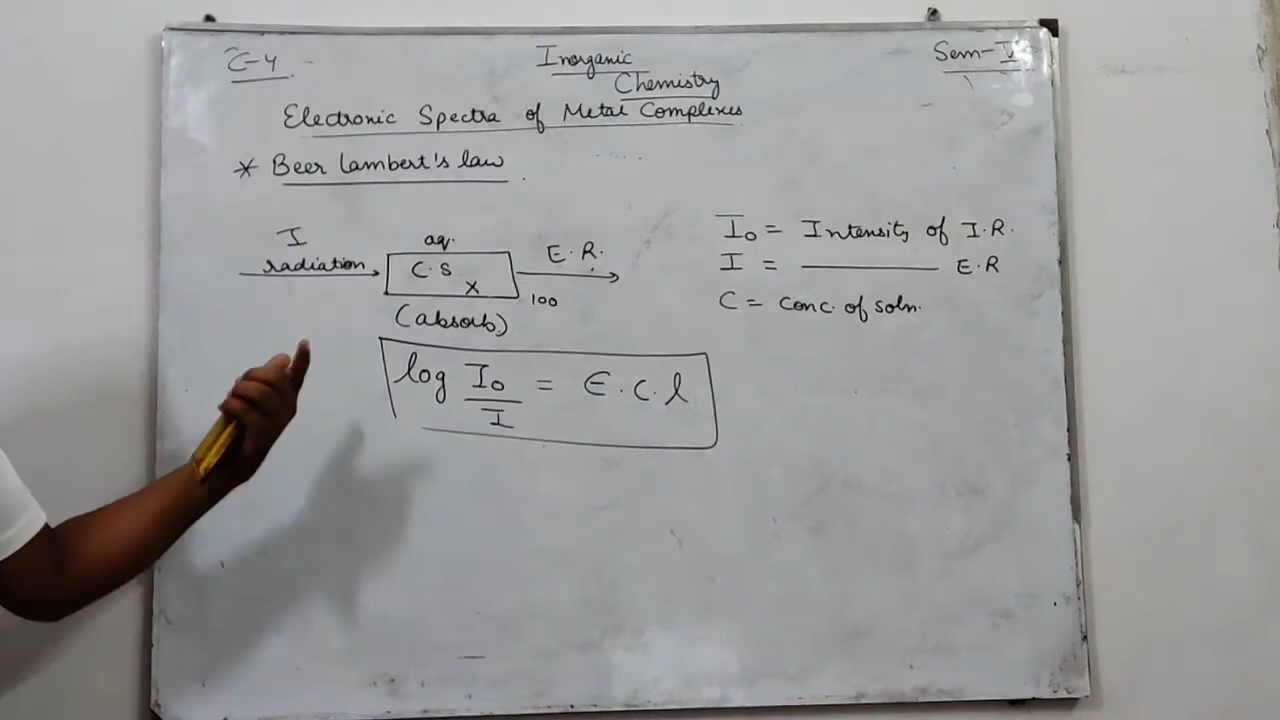 C-4
Inorganic
Chemistry
Sem-V
Electronic Spectra of Metal Complexes
* Beer Lambert's law
I
radiation
aq.
C.S
x
(absorb)
E.R.
100
I₀ = Intensity of I.R.
I = ———— E.R
C = conc. of soln.
log I₀/I = ϵ.c.l